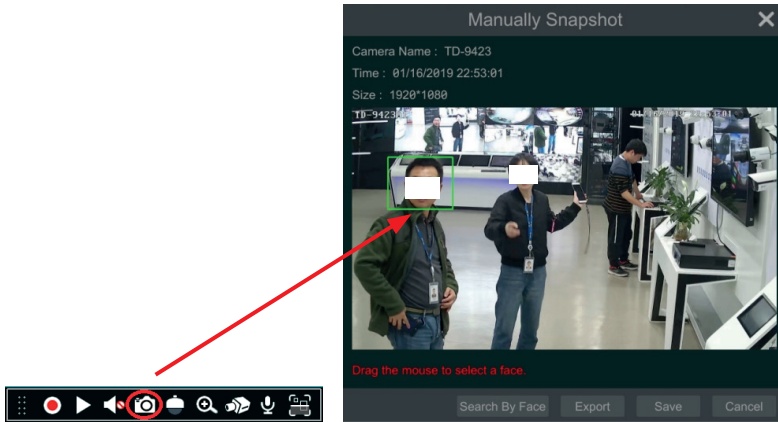 Manually Snapshot
Camera Name : TD-9423
Time : 01/16/2019 22:53:01
Size : 1920*1080
TD-9423
Drag the mouse to select a face.
Search By Face
Export
Save
Cancel